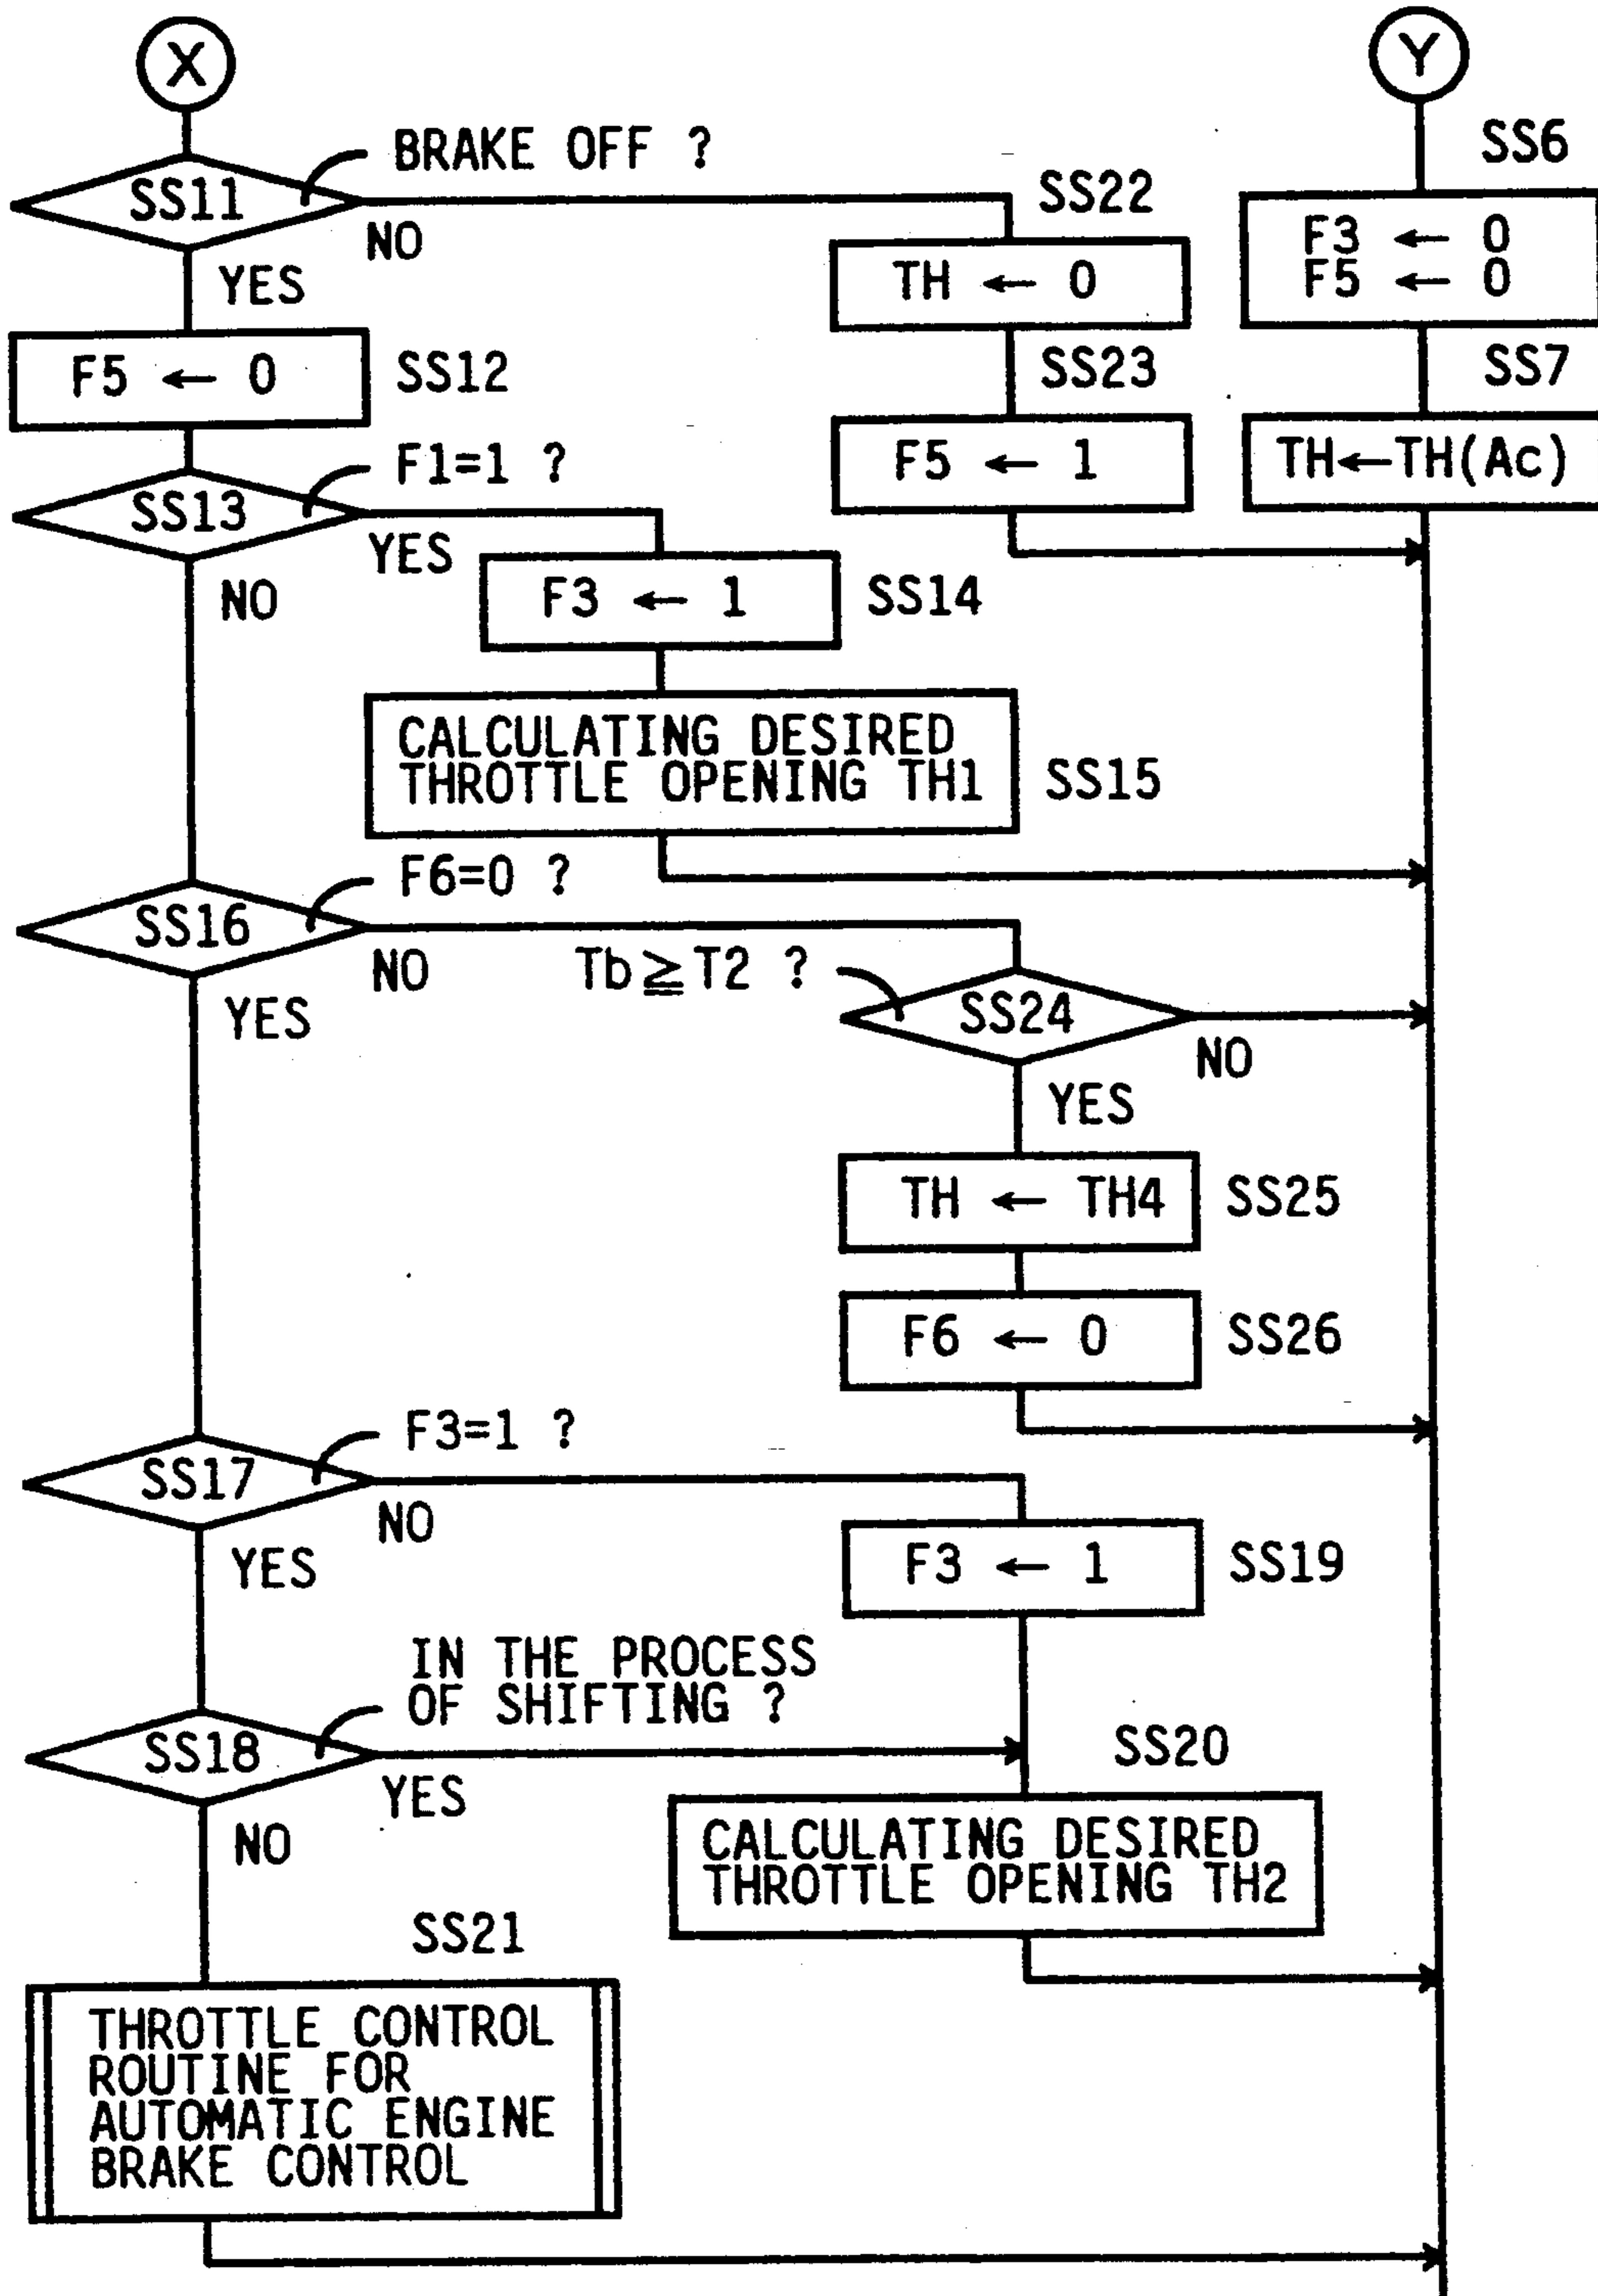 X
Y
BRAKE OFF ?
SS6
SS11
NO
SS22
F3 ← 0
F5 ← 0
YES
TH ← 0
F5 ← 0
SS12
SS23
SS7
F5 ← 1
TH←TH(Ac)
F1=1 ?
SS13
YES
NO
F3 ← 1
SS14
CALCULATING DESIRED
THROTTLE OPENING TH1
SS15
F6=0 ?
SS16
NO
YES
Tb≧T2 ?
SS24
NO
YES
TH ← TH4
SS25
F6 ← 0
SS26
F3=1 ?
SS17
NO
YES
F3 ← 1
SS19
IN THE PROCESS
OF SHIFTING ?
SS18
YES
NO
SS20
CALCULATING DESIRED
THROTTLE OPENING TH2
SS21
THROTTLE CONTROL
ROUTINE FOR
AUTOMATIC ENGINE
BRAKE CONTROL